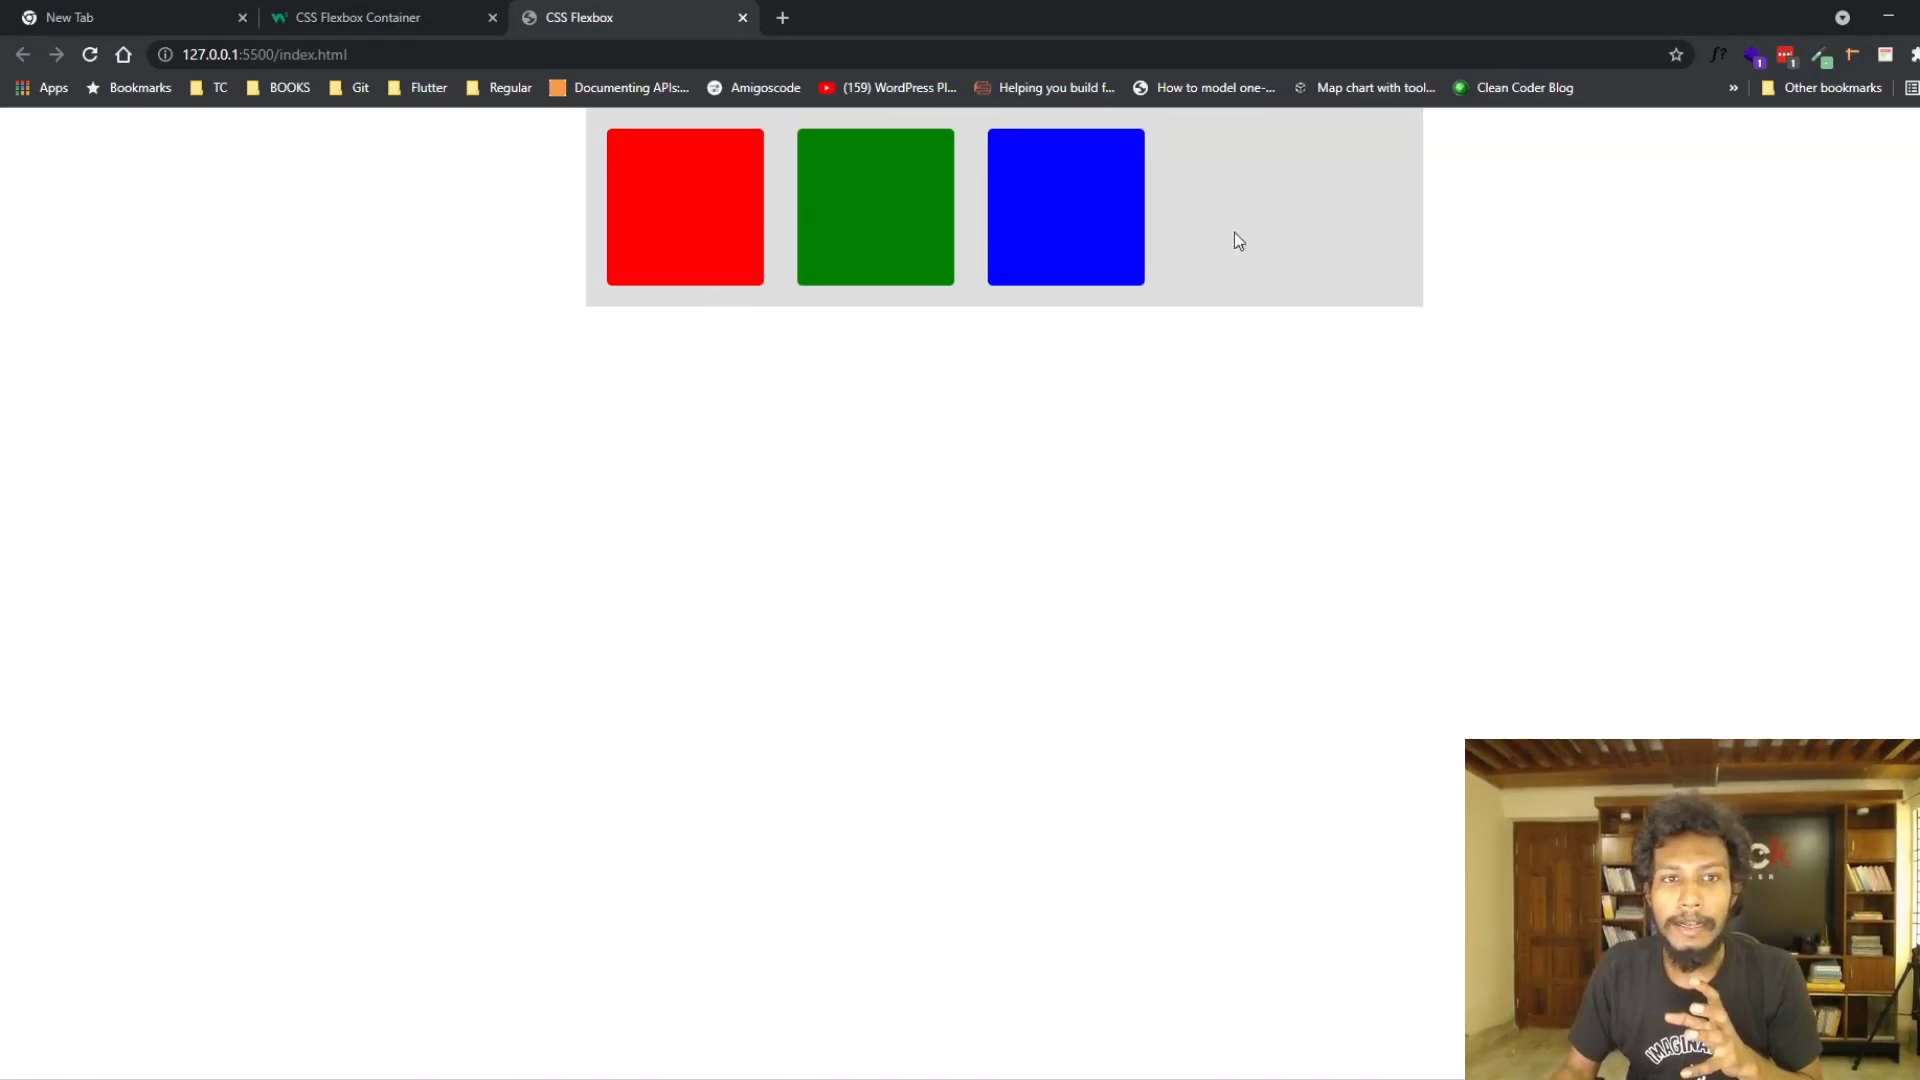 New Tab
CSS Flexbox Container
CSS Flexbox
127.0.0.1:5500/index.html
Apps
Bookmarks
TC
BOOKS
Git
Flutter
Regular
Documenting APIs:...
Amigoscode
(159) WordPress Pl...
Helping you build f...
How to model one-...
Map chart with tool...
Clean Coder Blog
»
Other bookmarks
f?
1
1